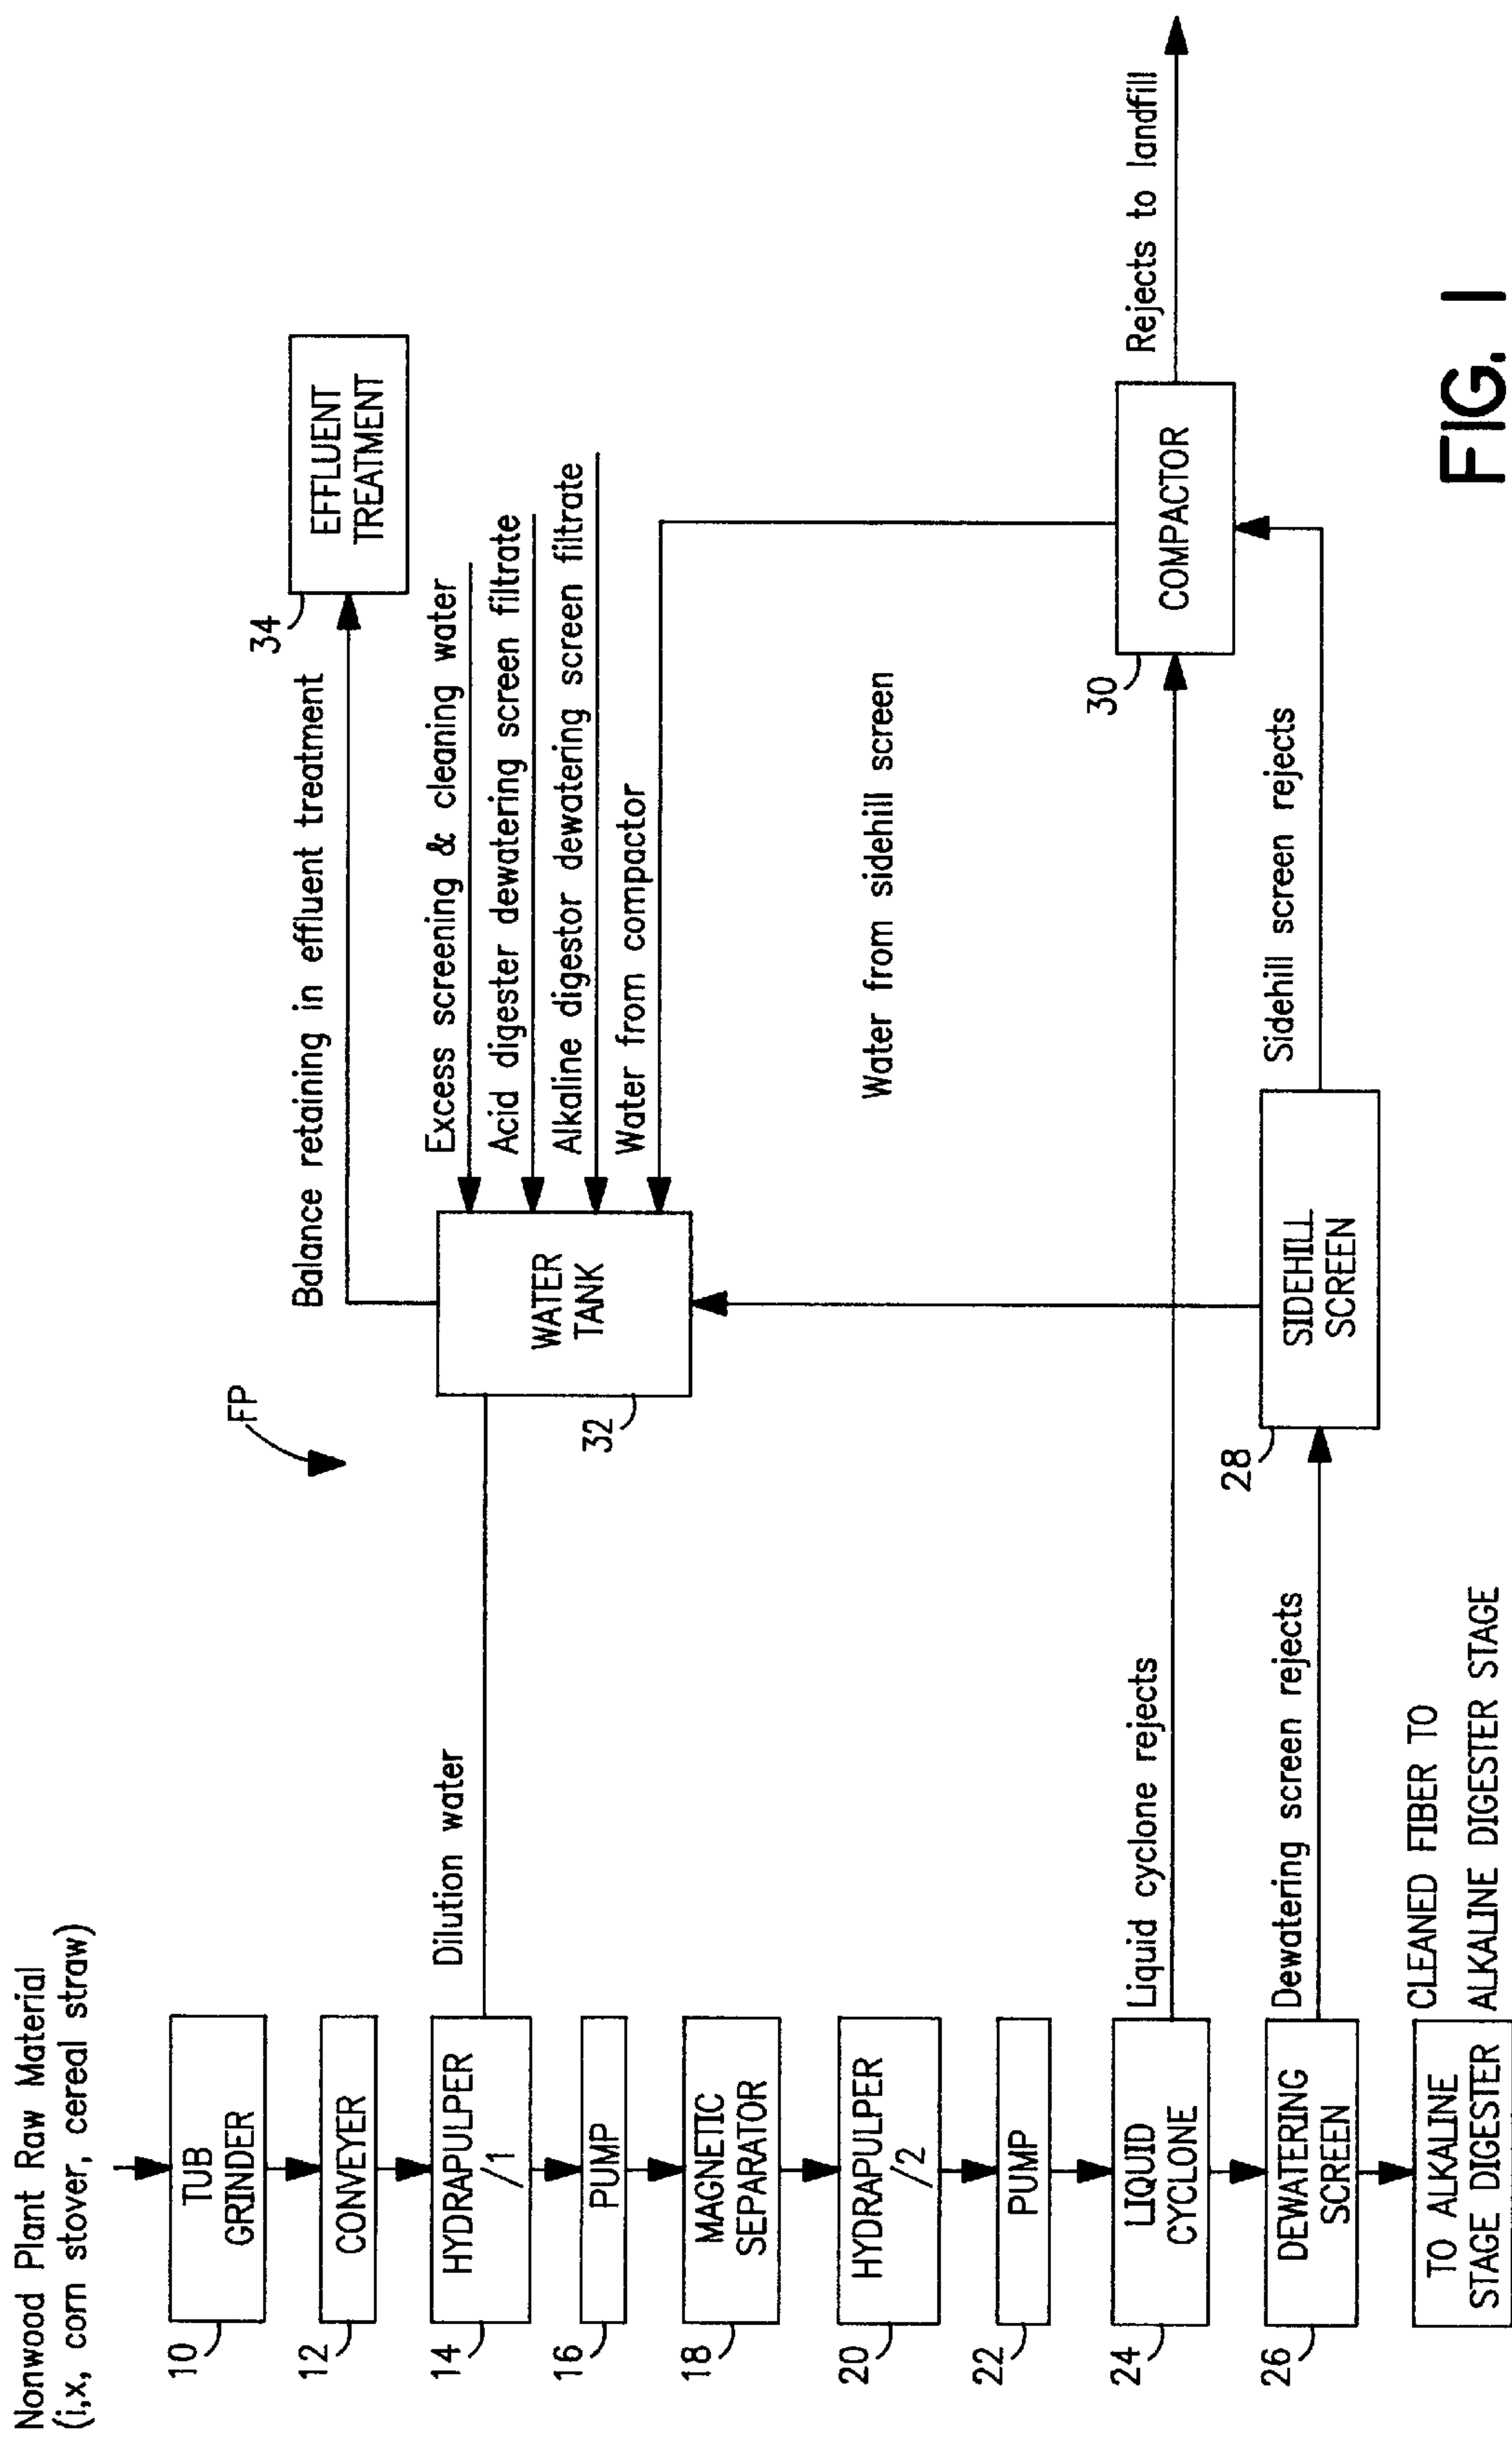 Nonwood Plant Raw Material
(i,x, corn stover, cereal straw)
10
TUB
GRINDER
12
CONVEYER
14
HYDRAPULPER
/1
Dilution water
16
PUMP
18
MAGNETIC
SEPARATOR
20
HYDRAPULPER
/2
22
PUMP
24
LIQUID
CYCLONE
Liquid cyclone rejects
26
DEWATERING
SCREEN
Dewatering screen rejects
TO ALKALINE
STAGE DIGESTER
CLEANED FIBER TO
ALKALINE DIGESTER STAGE
FP
32
WATER
TANK
Balance retaining in effluent treatment
34
EFFLUENT
TREATMENT
Excess screening & cleaning water
Acid digester dewatering screen filtrate
Alkaline digestor dewatering screen filtrate
Water from compactor
Water from sidehill screen
28
SIDEHILL
SCREEN
Sidehill screen rejects
30
COMPACTOR
Rejects to landfill
FIG. 1